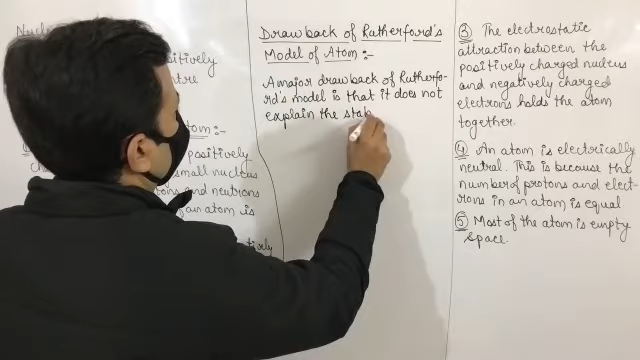 Nucle
sitively
ntre
tom:-
positively
small nucleus
tons and neutrons
f an atom is
itively
Drawback of Rutherford's
Model of Atom :-
A major drawback of Rutherfo-
rd's model is that it does not
explain the stab
③ The electrostatic
attraction between the
positively charged nucleus
and negatively charged
electrons holds the atom
together.
④ An atom is electrically
neutral. This is because the
number of protons and elect-
rons in an atom is equal
⑤ Most of the atom is empty
space.